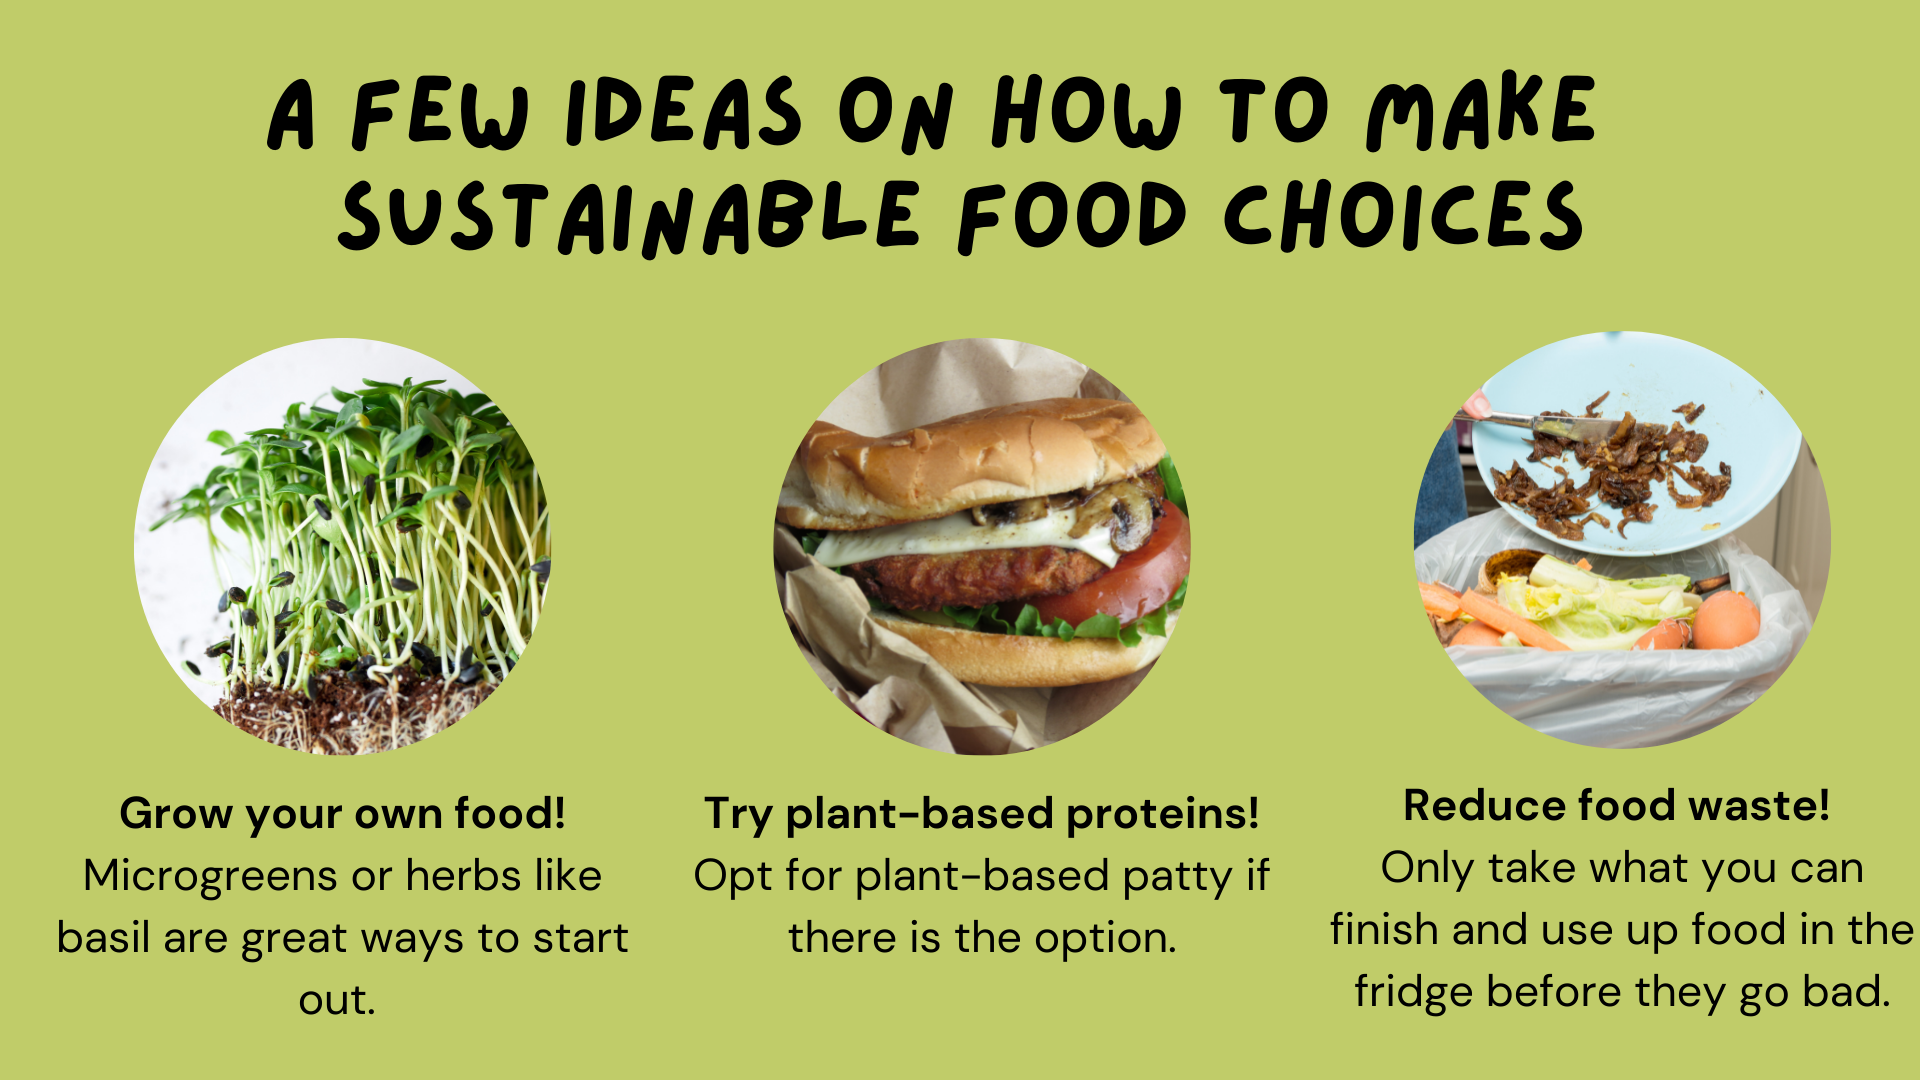 A FEW IDEAS ON HOW TO MAKE
SUSTAINABLE FOOD CHOICES
Grow your own food!
Microgreens or herbs like
basil are great ways to start
out.
Try plant-based proteins!
Opt for plant-based patty if
there is the option.
Reduce food waste!
Only take what you can
finish and use up food in the
fridge before they go bad.